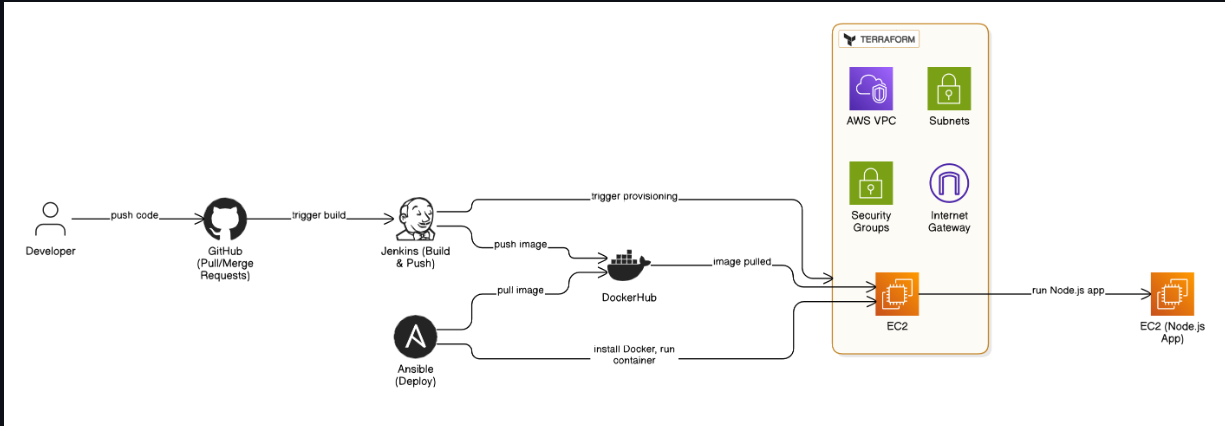 TERRAFORM
AWS VPC
Subnets
trigger provisioning
push code
trigger build
Security
Groups
Internet
Gateway
Developer
GitHub
(Pull/Merge
Requests)
Jenkins (Build
& Push)
push image
image pulled
pull image
DockerHub
run Node.js app
EC2
EC2 (Node.js
App)
install Docker, run
container
Ansible
(Deploy)